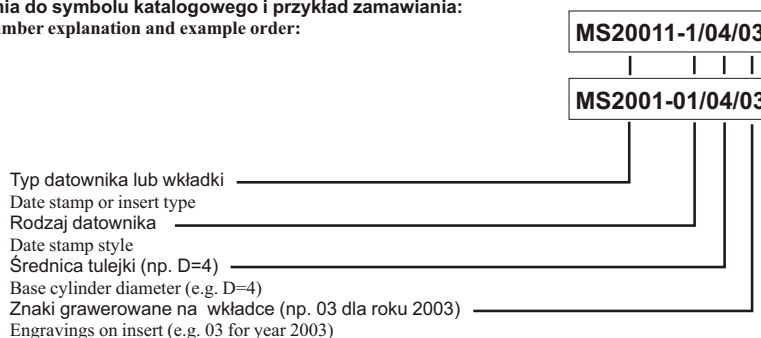 nia do symbolu katalogowego i przykład zamawiania:
umber explanation and example order:
MS20011-1/04/03
MS2001-01/04/03
Typ datownika lub wkładki
Date stamp or insert type
Rodzaj datownika
Date stamp style
Średnica tulejki (np. D=4)
Base cylinder diameter (e.g. D=4)
Znaki grawerowane na wkładce (np. 03 dla roku 2003)
Engravings on insert (e.g. 03 for year 2003)